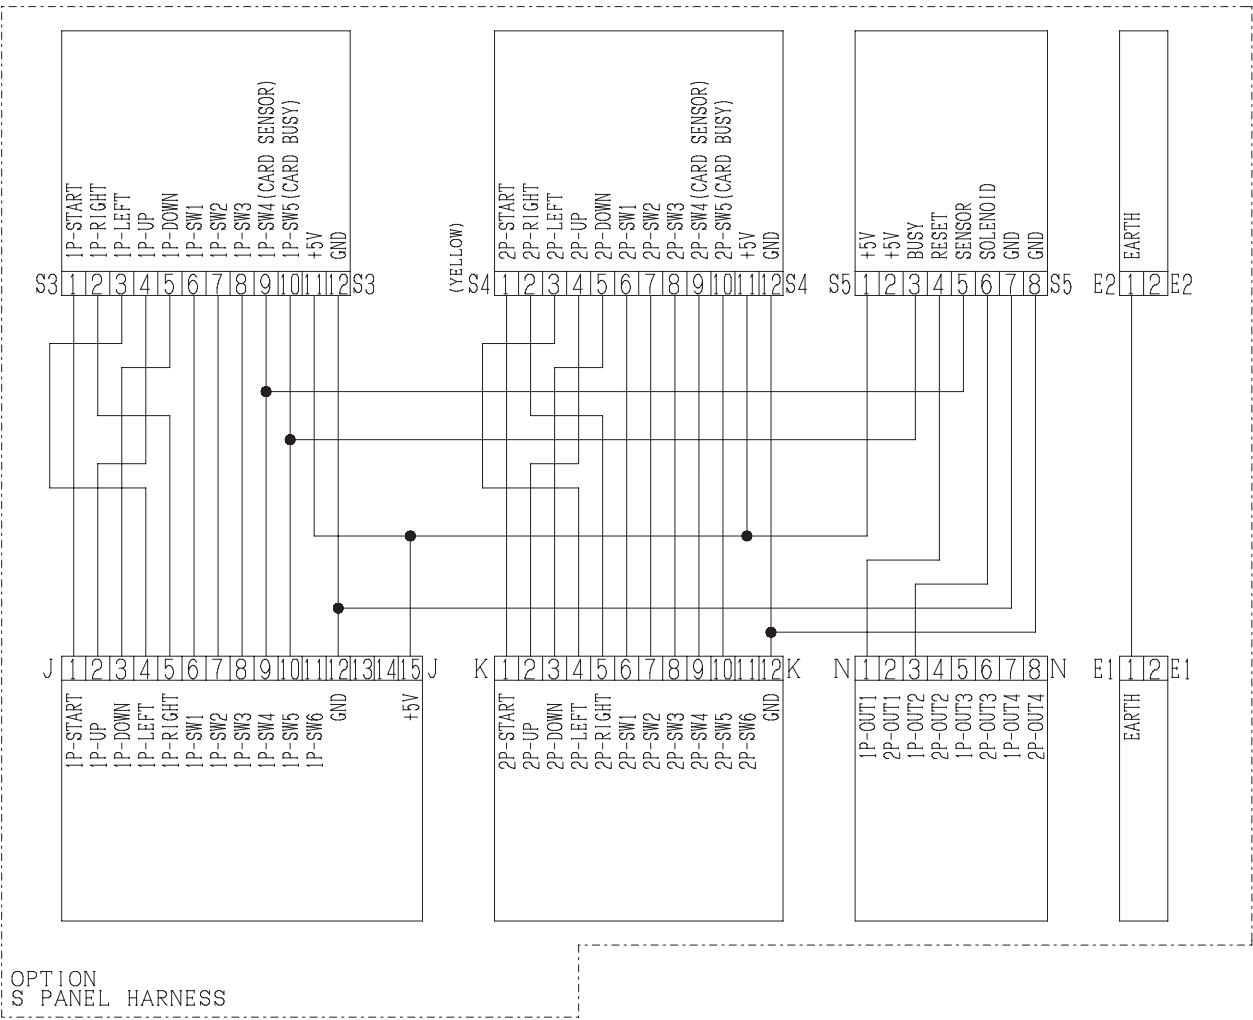 1P-START
1P-RIGHT
1P-LEFT
1P-UP
1P-DOWN
1P-SW1
1P-SW2
1P-SW3
1P-SW4(CARD SENSOR)
1P-SW5(CARD BUSY)
+5V
GND
S3 1 2 3 4 5 6 7 8 9 10 11 12 S3
(YELLOW)
2P-START
2P-RIGHT
2P-LEFT
2P-UP
2P-DOWN
2P-SW1
2P-SW2
2P-SW3
2P-SW4(CARD SENSOR)
2P-SW5(CARD BUSY)
+5V
GND
S4 1 2 3 4 5 6 7 8 9 10 11 12 S4
+5V
+5V
BUSY
RESET
SENSOR
SOLENOID
GND
GND
S5 1 2 3 4 5 6 7 8 S5
EARTH
E2 1 2 E2
J 1 2 3 4 5 6 7 8 9 10 11 12 13 14 15 J
1P-START
1P-UP
1P-DOWN
1P-LEFT
1P-RIGHT
1P-SW1
1P-SW2
1P-SW3
1P-SW4
1P-SW5
1P-SW6
GND
+5V
K 1 2 3 4 5 6 7 8 9 10 11 12 K
2P-START
2P-UP
2P-DOWN
2P-LEFT
2P-RIGHT
2P-SW1
2P-SW2
2P-SW3
2P-SW4
2P-SW5
2P-SW6
GND
N 1 2 3 4 5 6 7 8 N
1P-OUT1
2P-OUT1
1P-OUT2
2P-OUT2
1P-OUT3
2P-OUT3
1P-OUT4
2P-OUT4
E1 1 2 E1
EARTH
OPTION
S PANEL HARNESS